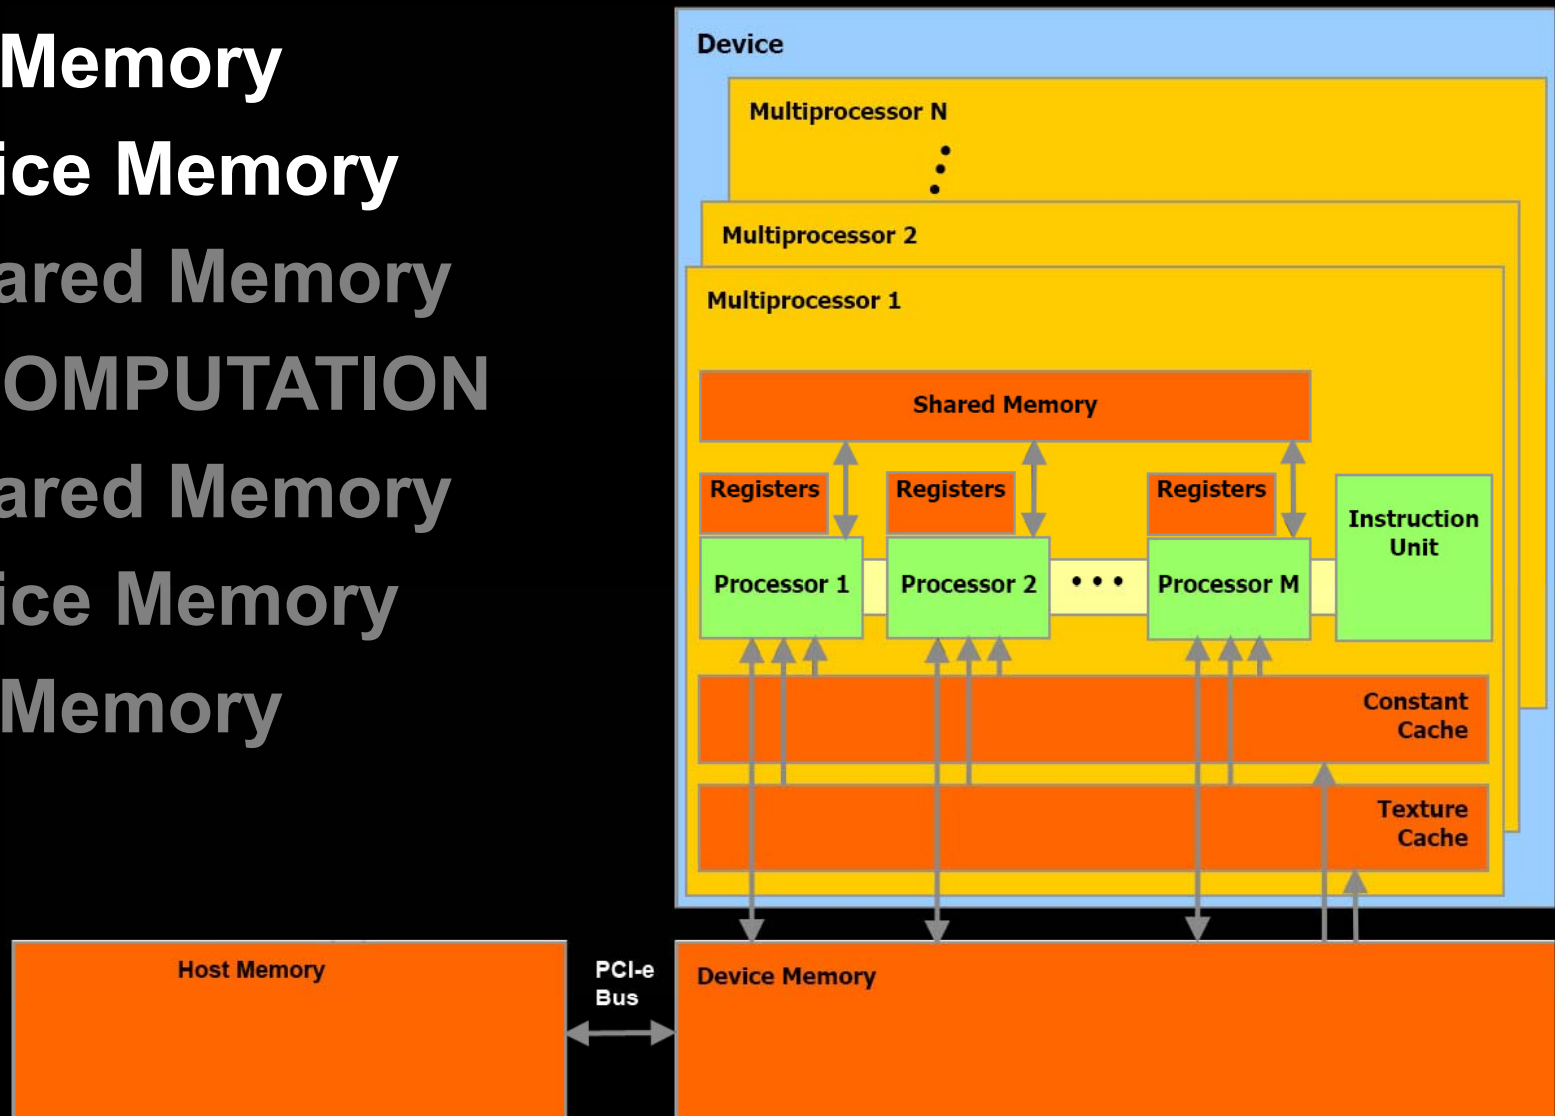 Memory
ice Memory
ared Memory
OMPUTATION
ared Memory
ice Memory
Memory
Device
Multiprocessor N
Multiprocessor 2
Multiprocessor 1
Shared Memory
Registers
Registers
Registers
Instruction
Unit
Processor 1
Processor 2
• • •
Processor M
Constant
Cache
Texture
Cache
Host Memory
PCI-e
Bus
Device Memory